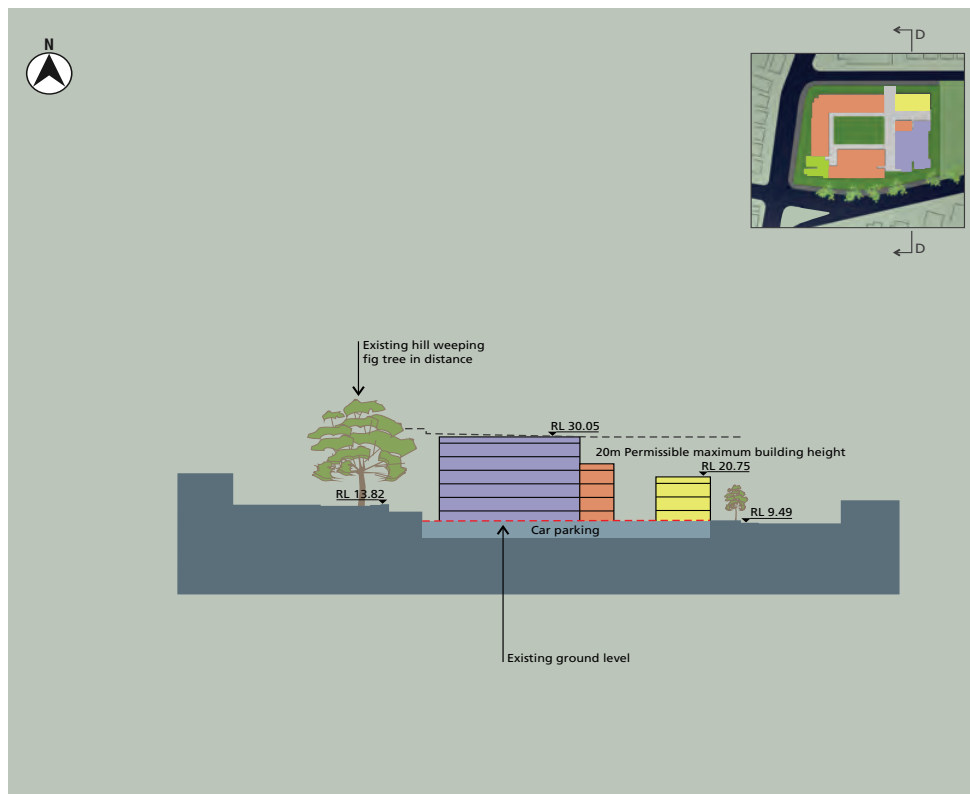 N
D
D
Existing hill weeping
fig tree in distance
RL 30.05
20m Permissible maximum building height
RL 20.75
RL 13.82
RL 9.49
Car parking
Existing ground level